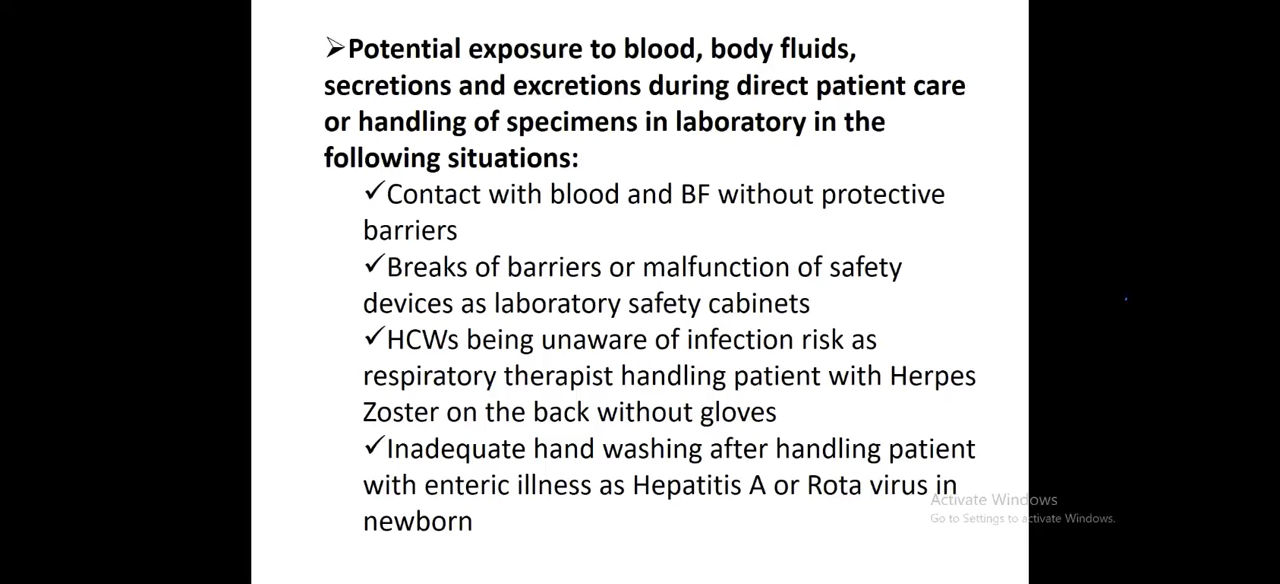 ➢Potential exposure to blood, body fluids,
secretions and excretions during direct patient care
or handling of specimens in laboratory in the
following situations:
✓Contact with blood and BF without protective
barriers
✓Breaks of barriers or malfunction of safety
devices as laboratory safety cabinets
✓HCWs being unaware of infection risk as
respiratory therapist handling patient with Herpes
Zoster on the back without gloves
✓Inadequate hand washing after handling patient
with enteric illness as Hepatitis A or Rota virus in
newborn
Activate Windows
Go to Settings to activate Windows.